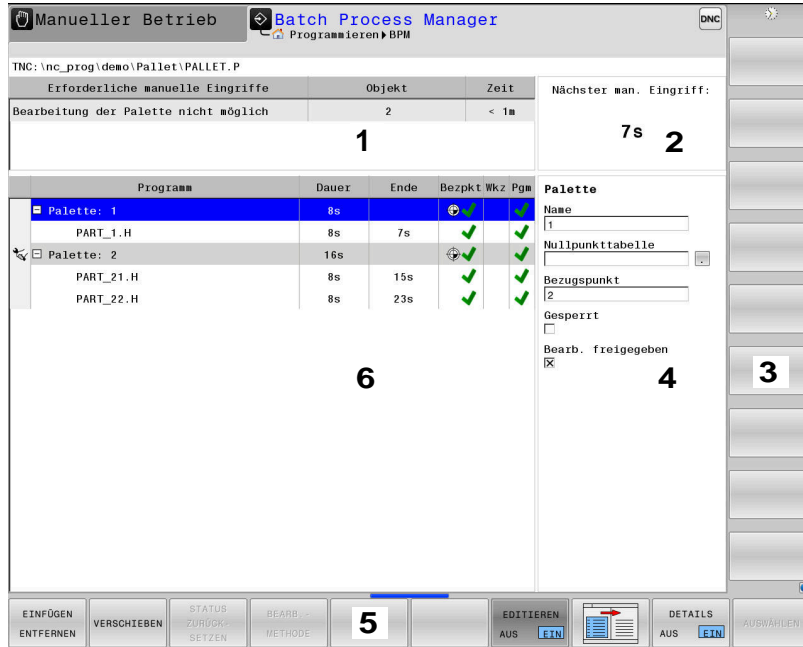 Manueller Betrieb
Batch Process Manager
Programmieren BPM
DNC
TNC:\nc_prog\demo\Pallet\PALLET.P
Erforderliche manuelle Eingriffe Objekt Zeit
Bearbeitung der Palette nicht möglich 2 < 1m
1
Nächster man. Eingriff:
7s
2
Programm Dauer Ende Bezpkt Wkz Pgm
Palette: 1 8s
PART_1.H 8s 7s
Palette: 2 16s
PART_21.H 8s 15s
PART_22.H 8s 23s
6
Palette
Name
1
Nullpunkttabelle
Bezugspunkt
2
Gesperrt
Bearb. freigegeben
4
3
EINFÜGEN
ENTFERNEN
VERSCHIEBEN
STATUS
ZURÜCK-
SETZEN
BEARB.-
METHODE
5
EDITIEREN
AUS EIN
DETAILS
AUS EIN
AUSWÄHLEN